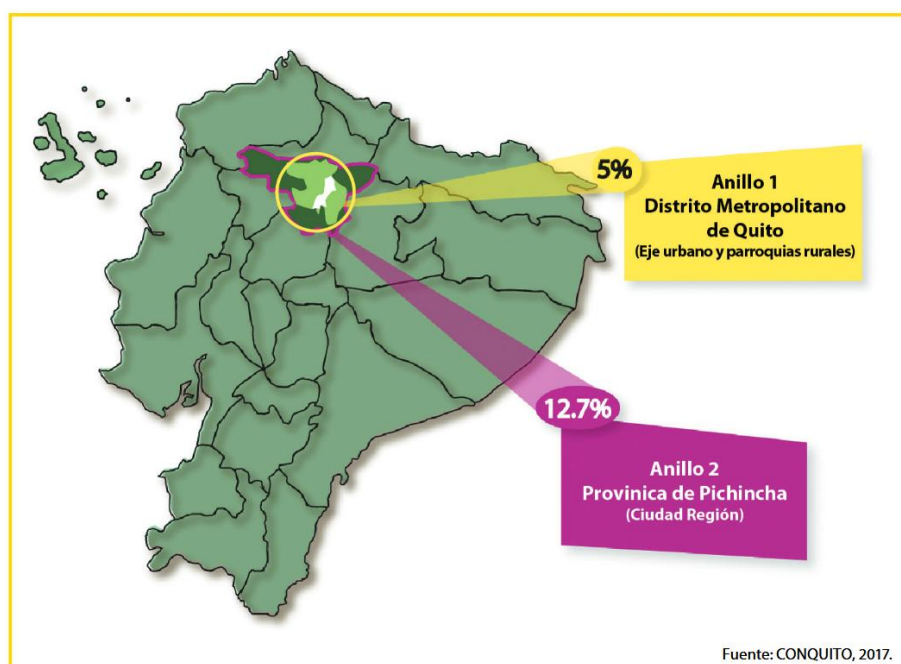 5%
Anillo 1
Distrito Metropolitano
de Quito
(Eje urbano y parroquias rurales)
12.7%
Anillo 2
Provinica de Pichincha
(Ciudad Región)
Fuente: CONQUITO, 2017.